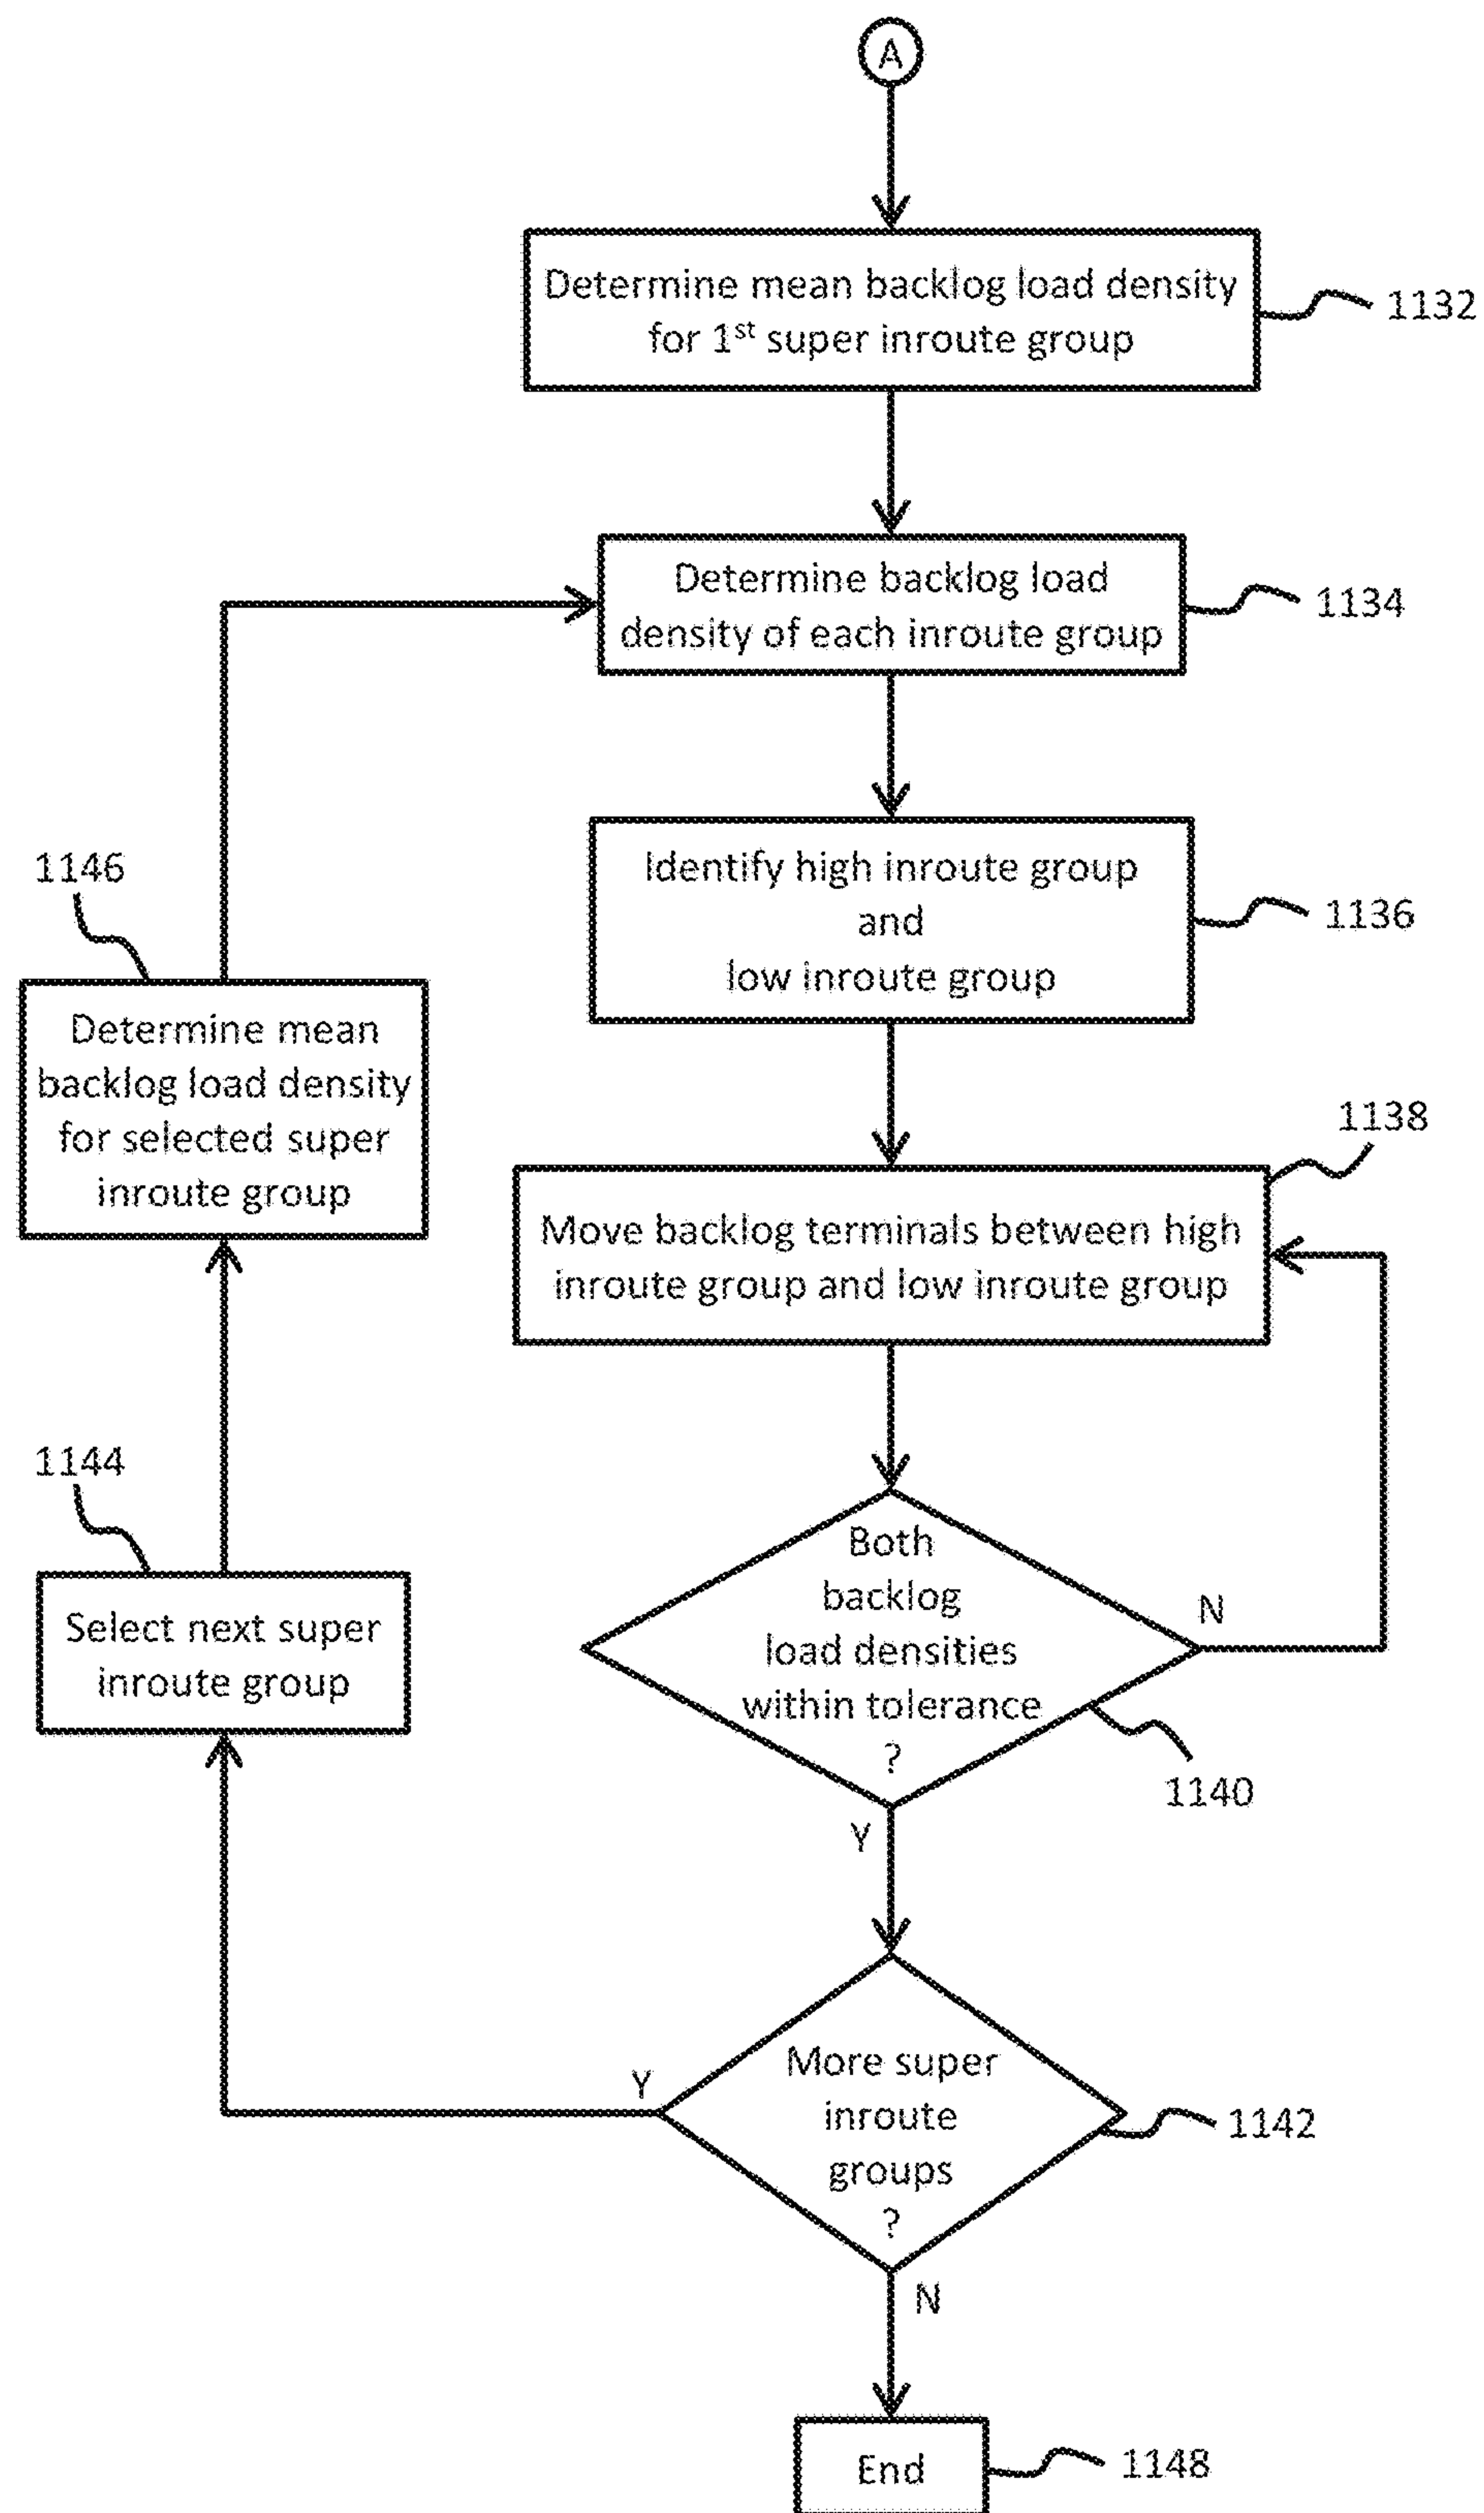 A
Determine mean backlog load density
for 1st super inroute group
1132
Determine backlog load
density of each inroute group
1134
Identify high inroute group
and
low inroute group
1136
1146
Determine mean
backlog load density
for selected super
inroute group
1138
Move backlog terminals between high
inroute group and low inroute group
1144
Select next super
inroute group
Both
backlog
load densities
within tolerance
?
N
1140
Y
More super
inroute
groups
?
Y
1142
N
End
1148